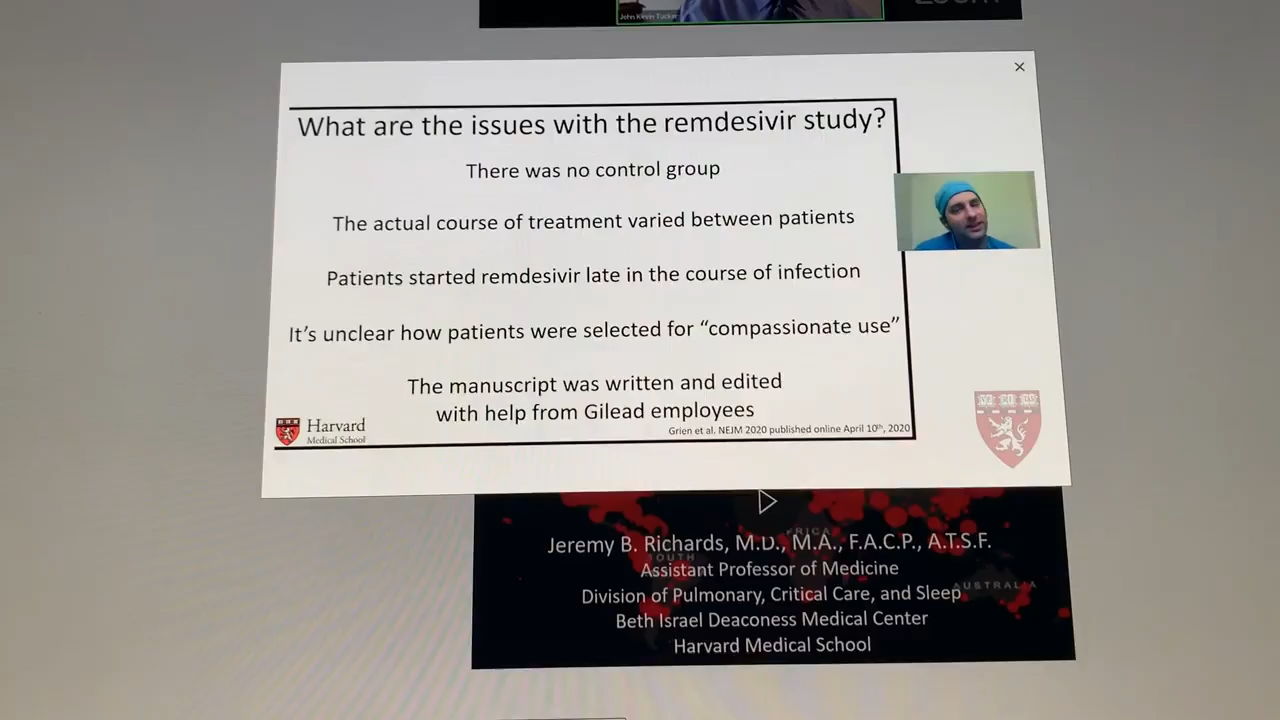 John Kevin Tucker
What are the issues with the remdesivir study?
There was no control group
The actual course of treatment varied between patients
Patients started remdesivir late in the course of infection
It's unclear how patients were selected for “compassionate use”
The manuscript was written and edited
with help from Gilead employees
Harvard
Medical School
Grien et al. NEJM 2020 published online April 10th, 2020
Jeremy B. Richards, M.D., M.A., F.A.C.P., A.T.S.F.
Assistant Professor of Medicine
Division of Pulmonary, Critical Care, and Sleep
AUSTRALIA
Beth Israel Deaconess Medical Center
Harvard Medical School